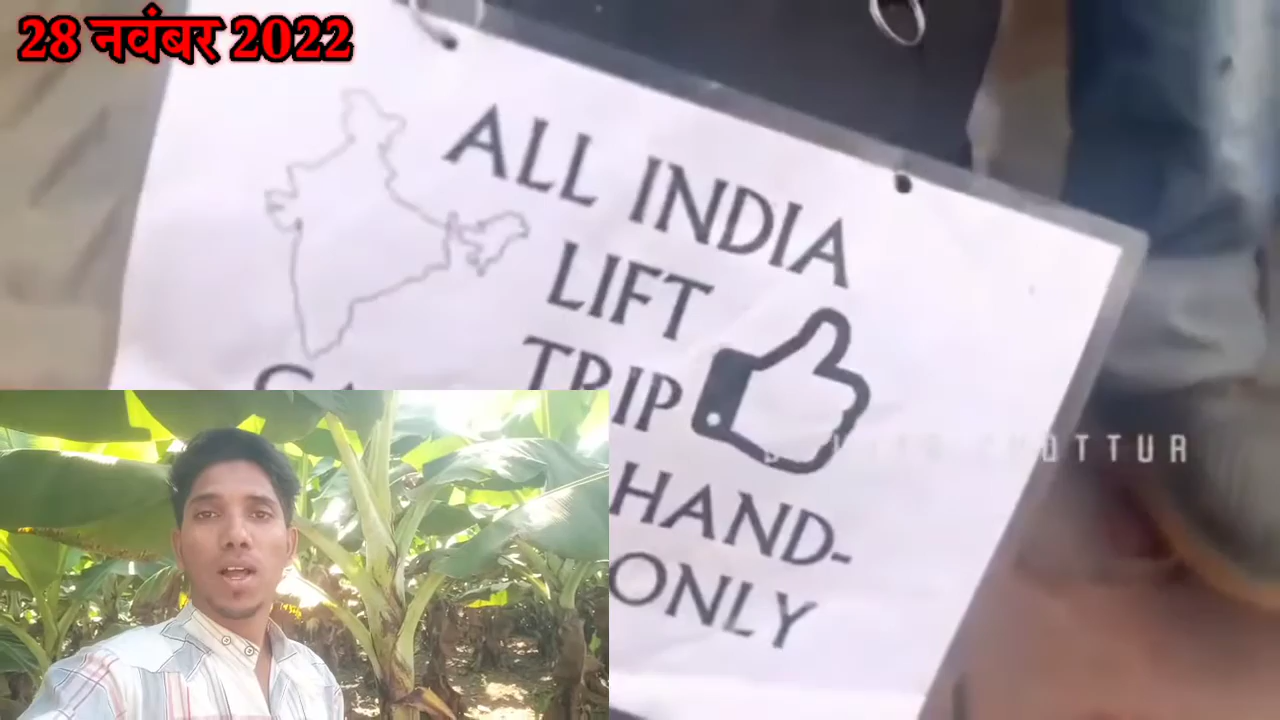 28 नवंबर 2022
ALL INDIA
LIFT
TRIP
HAND-
ONLY